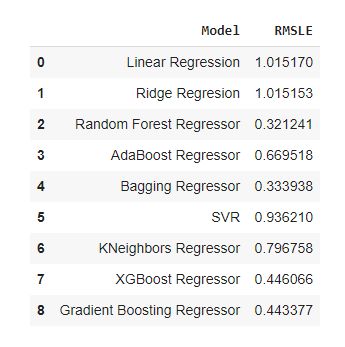 Model RMSLE
0 Linear Regression 1.015170
1 Ridge Regresion 1.015153
2 Random Forest Regressor 0.321241
3 AdaBoost Regressor 0.669518
4 Bagging Regressor 0.333938
5 SVR 0.936210
6 KNeighbors Regressor 0.796758
7 XGBoost Regressor 0.446066
8 Gradient Boosting Regressor 0.443377